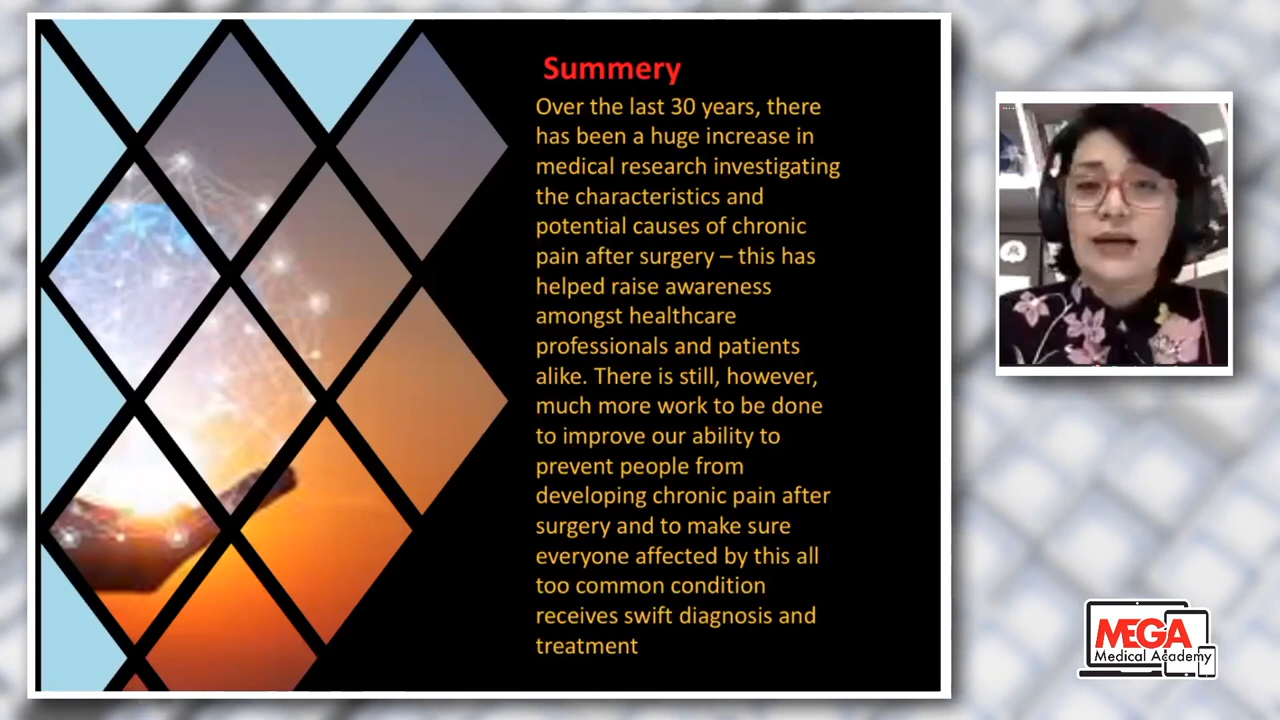 Summery
Over the last 30 years, there
has been a huge increase in
medical research investigating
the characteristics and
potential causes of chronic
pain after surgery – this has
helped raise awareness
amongst healthcare
professionals and patients
alike. There is still, however,
much more work to be done
to improve our ability to
prevent people from
developing chronic pain after
surgery and to make sure
everyone affected by this all
too common condition
receives swift diagnosis and
treatment
MEGA
Medical Academy